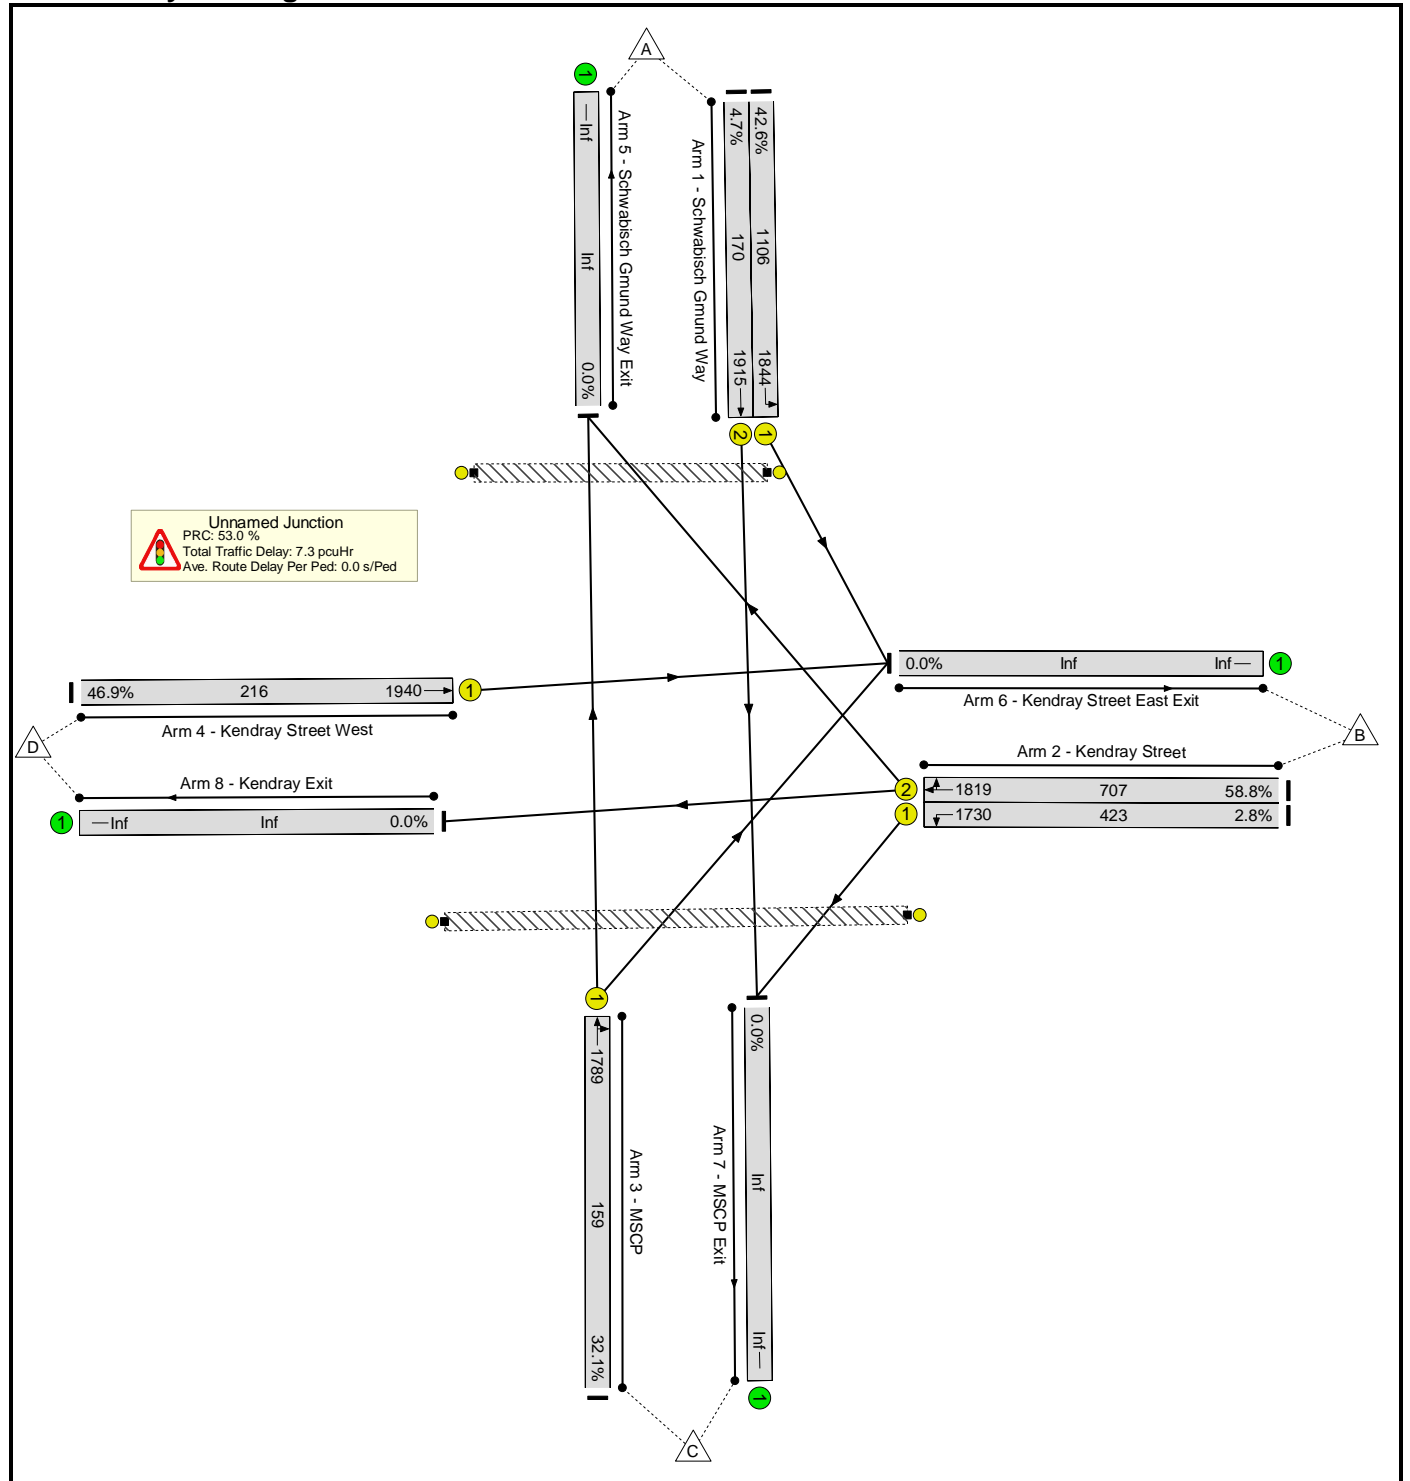 A
1
Inf
Inf
0.0%
Arm 5 - Schwabisch Gmund Way Exit
Arm 1 - Schwabisch Gmund Way
4.7%
170
1915
42.6%
1106
1844
2
1
Unnamed Junction
PRC: 53.0 %
Total Traffic Delay: 7.3 pcuHr
Ave. Route Delay Per Ped: 0.0 s/Ped
46.9%
216
1940
1
Arm 4 - Kendray Street West
D
Arm 8 - Kendray Exit
1
Inf
Inf
0.0%
0.0%
Inf
Inf
1
Arm 6 - Kendray Street East Exit
B
Arm 2 - Kendray Street
2
1819
707
58.8%
1
1730
423
2.8%
1
1789
159
32.1%
Arm 3 - MSCP
Arm 7 - MSCP Exit
0.0%
Inf
Inf
1
C